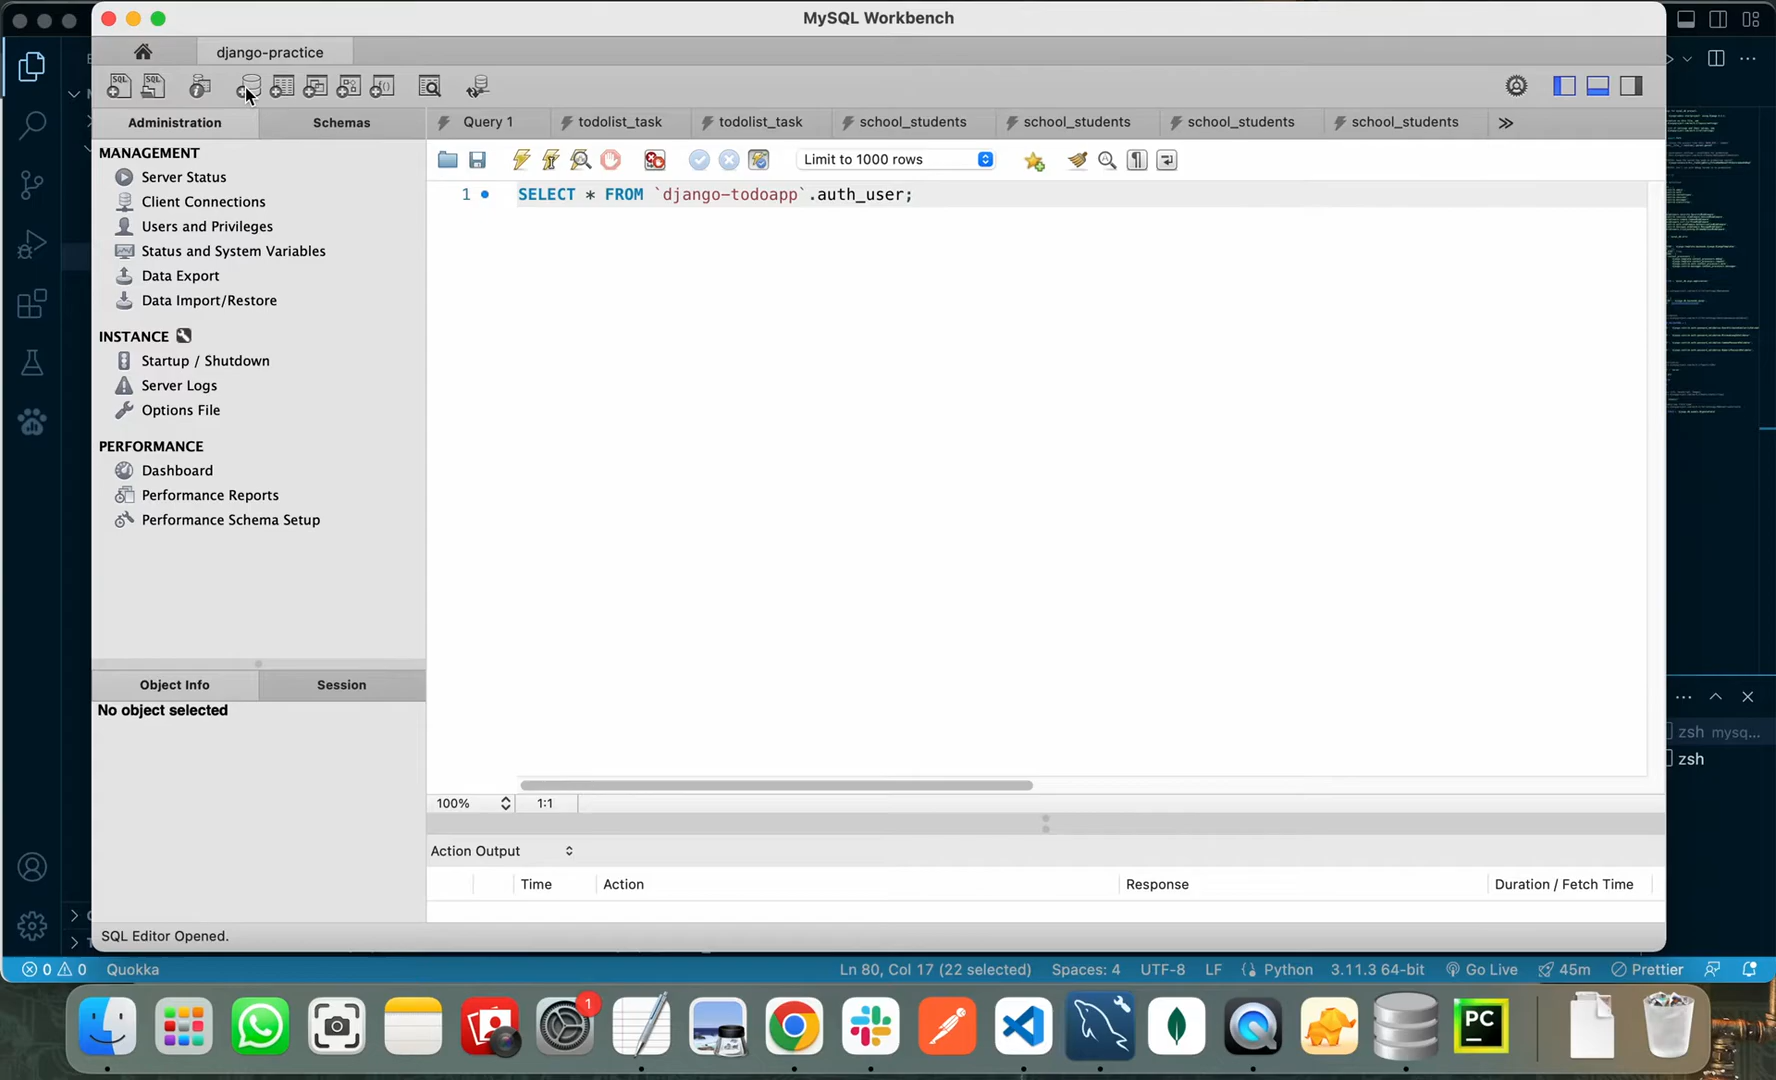 MySQL Workbench
django-practice
Administration
Schemas
Query 1
todolist_task
todolist_task
school_students
school_students
school_students
school_students
MANAGEMENT
Server Status
Client Connections
Users and Privileges
Status and System Variables
Data Export
Data Import/Restore
INSTANCE
Startup / Shutdown
Server Logs
Options File
PERFORMANCE
Dashboard
Performance Reports
Performance Schema Setup
Limit to 1000 rows
1 SELECT * FROM `django-todoapp`.auth_user;
Object Info
Session
No object selected
100%
1:1
Action Output
Time
Action
Response
Duration / Fetch Time
SQL Editor Opened.
zsh mysq...
zsh
0 0 Quokka
Ln 80, Col 17 (22 selected) Spaces: 4 UTF-8 LF Python 3.11.3 64-bit Go Live 45m Prettier
1
PC